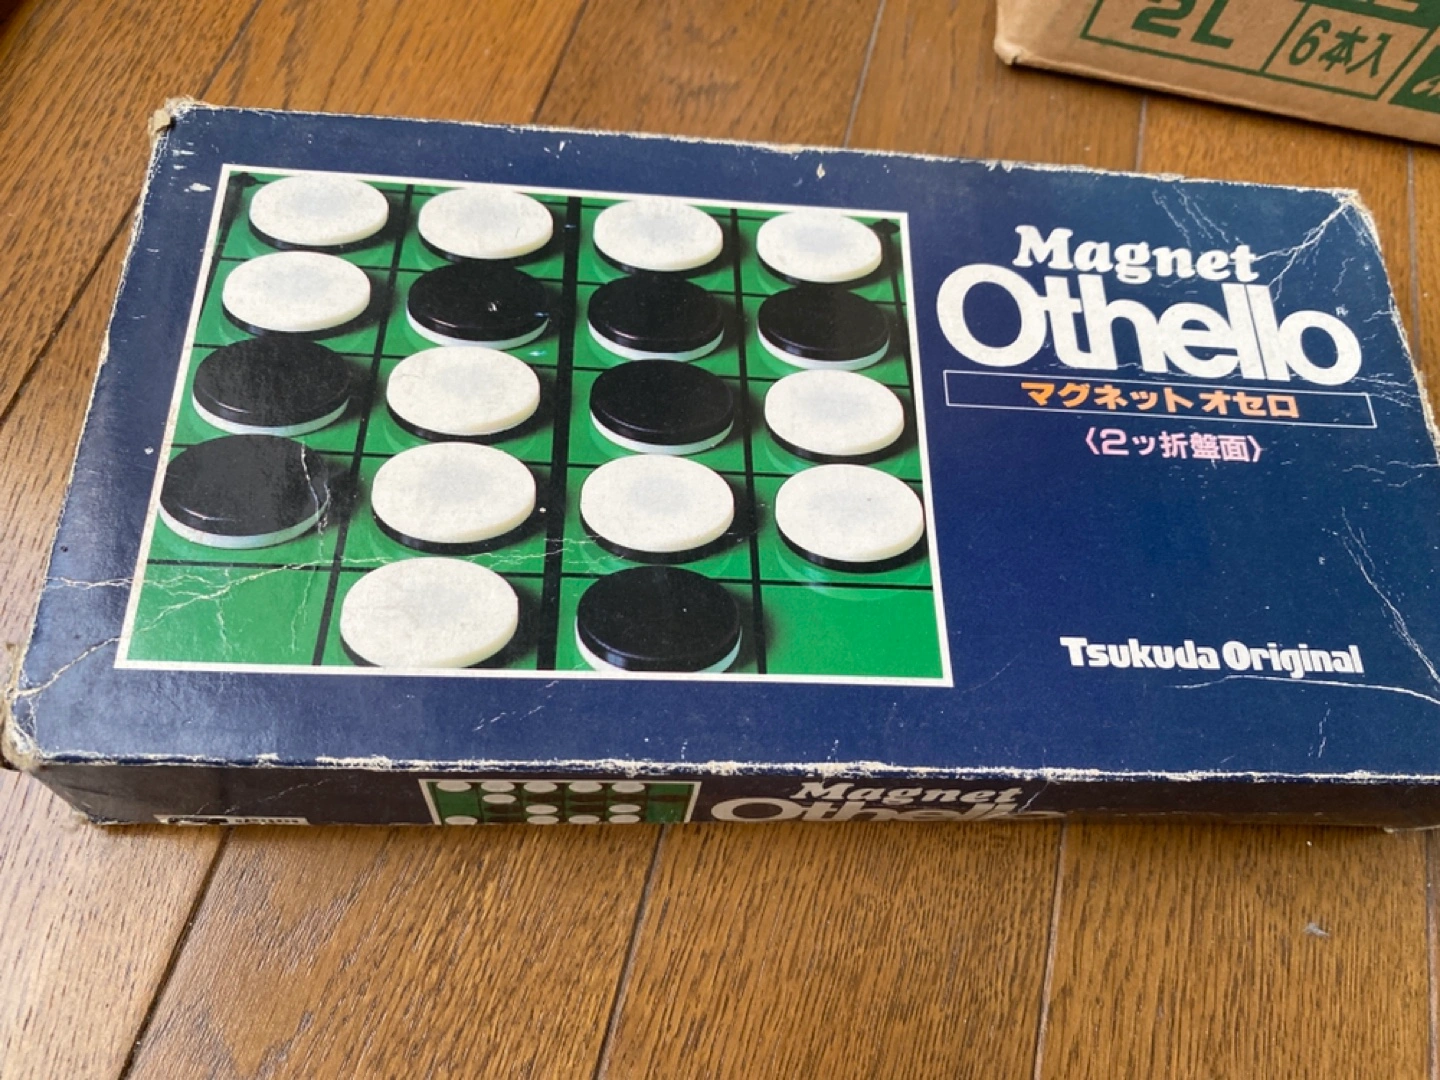 2L
6本入
Magnet
Othello
マグネット オセロ
〈2ッ折盤面〉
Tsukuda Original
Magnet
Othello